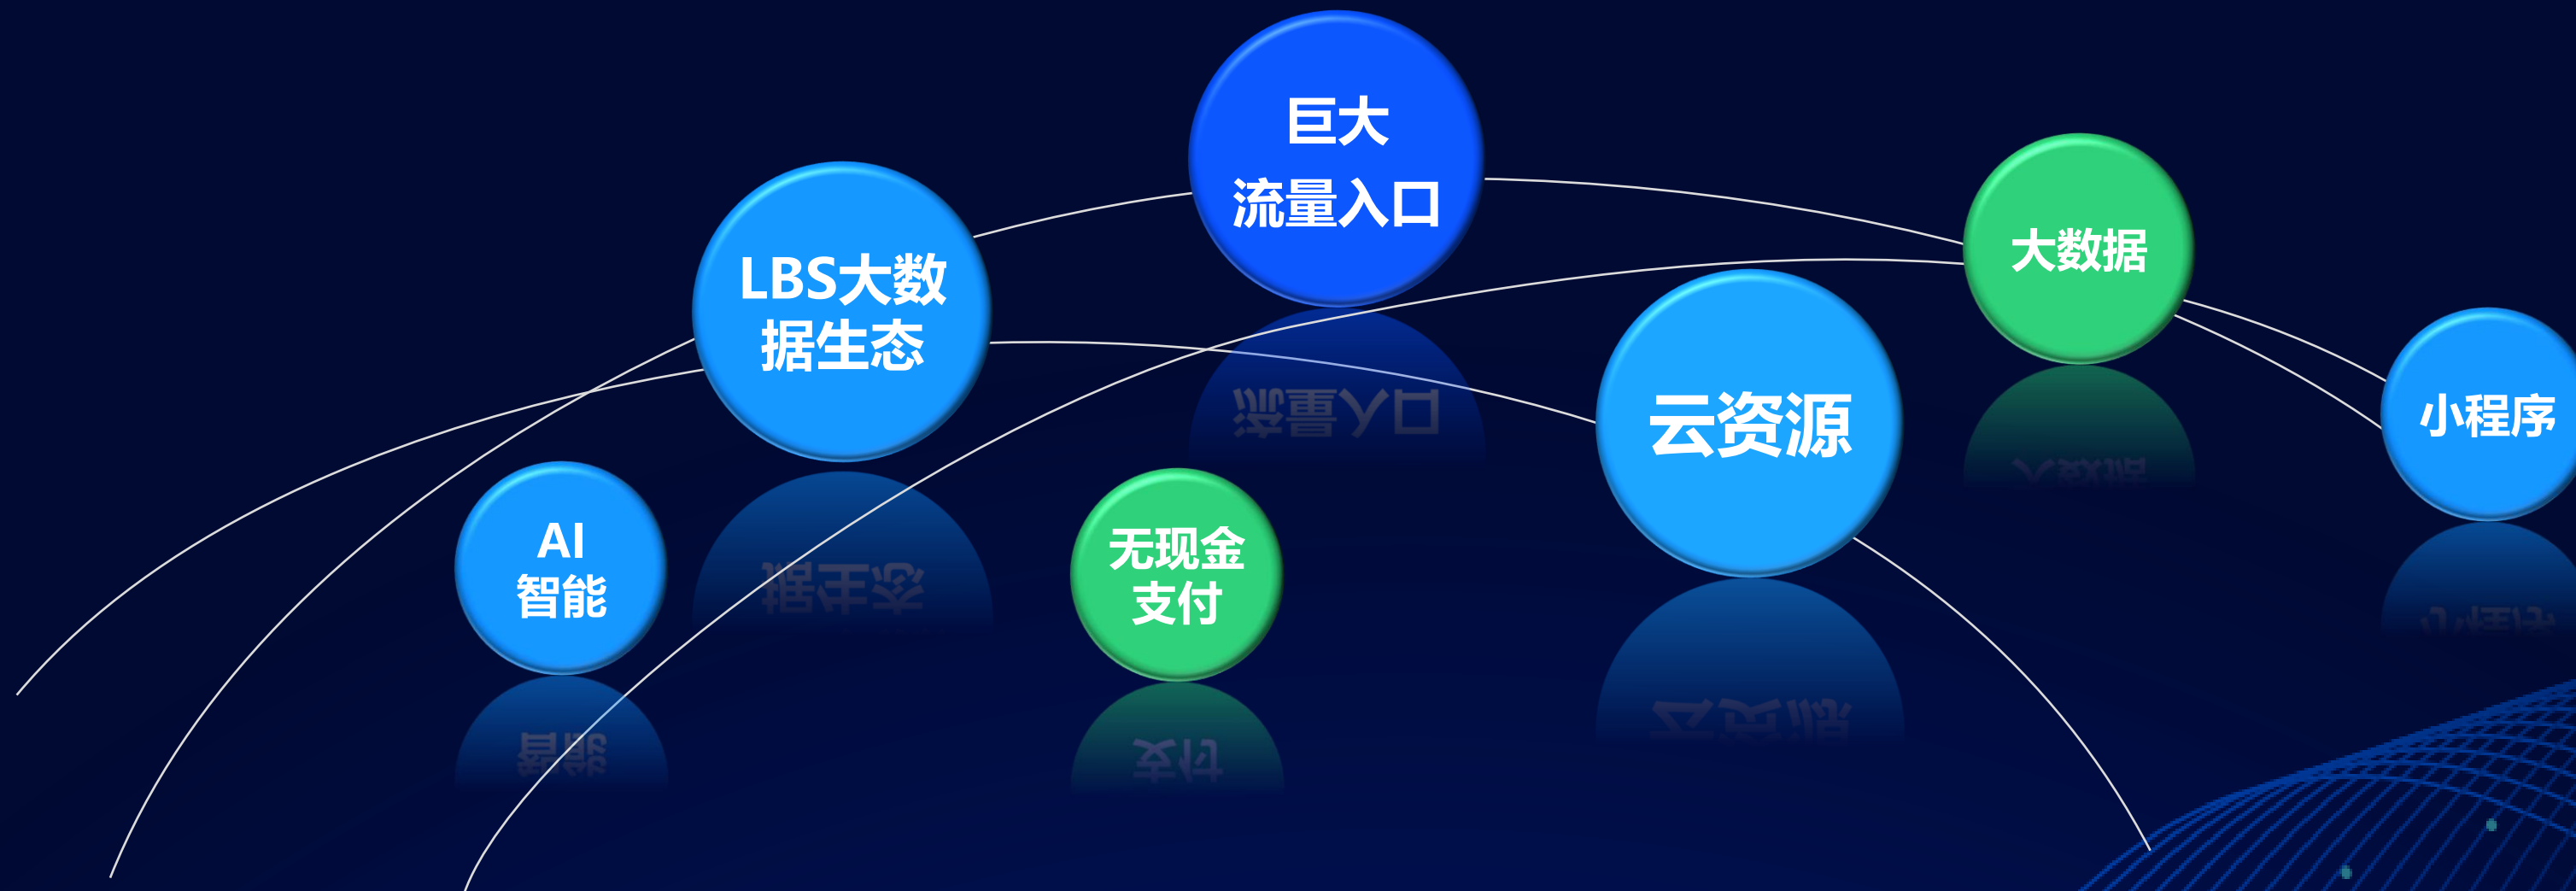 巨大
流量入口
LBS大数
据生态
大数据
云资源
小程序
AI
智能
无现金
支付